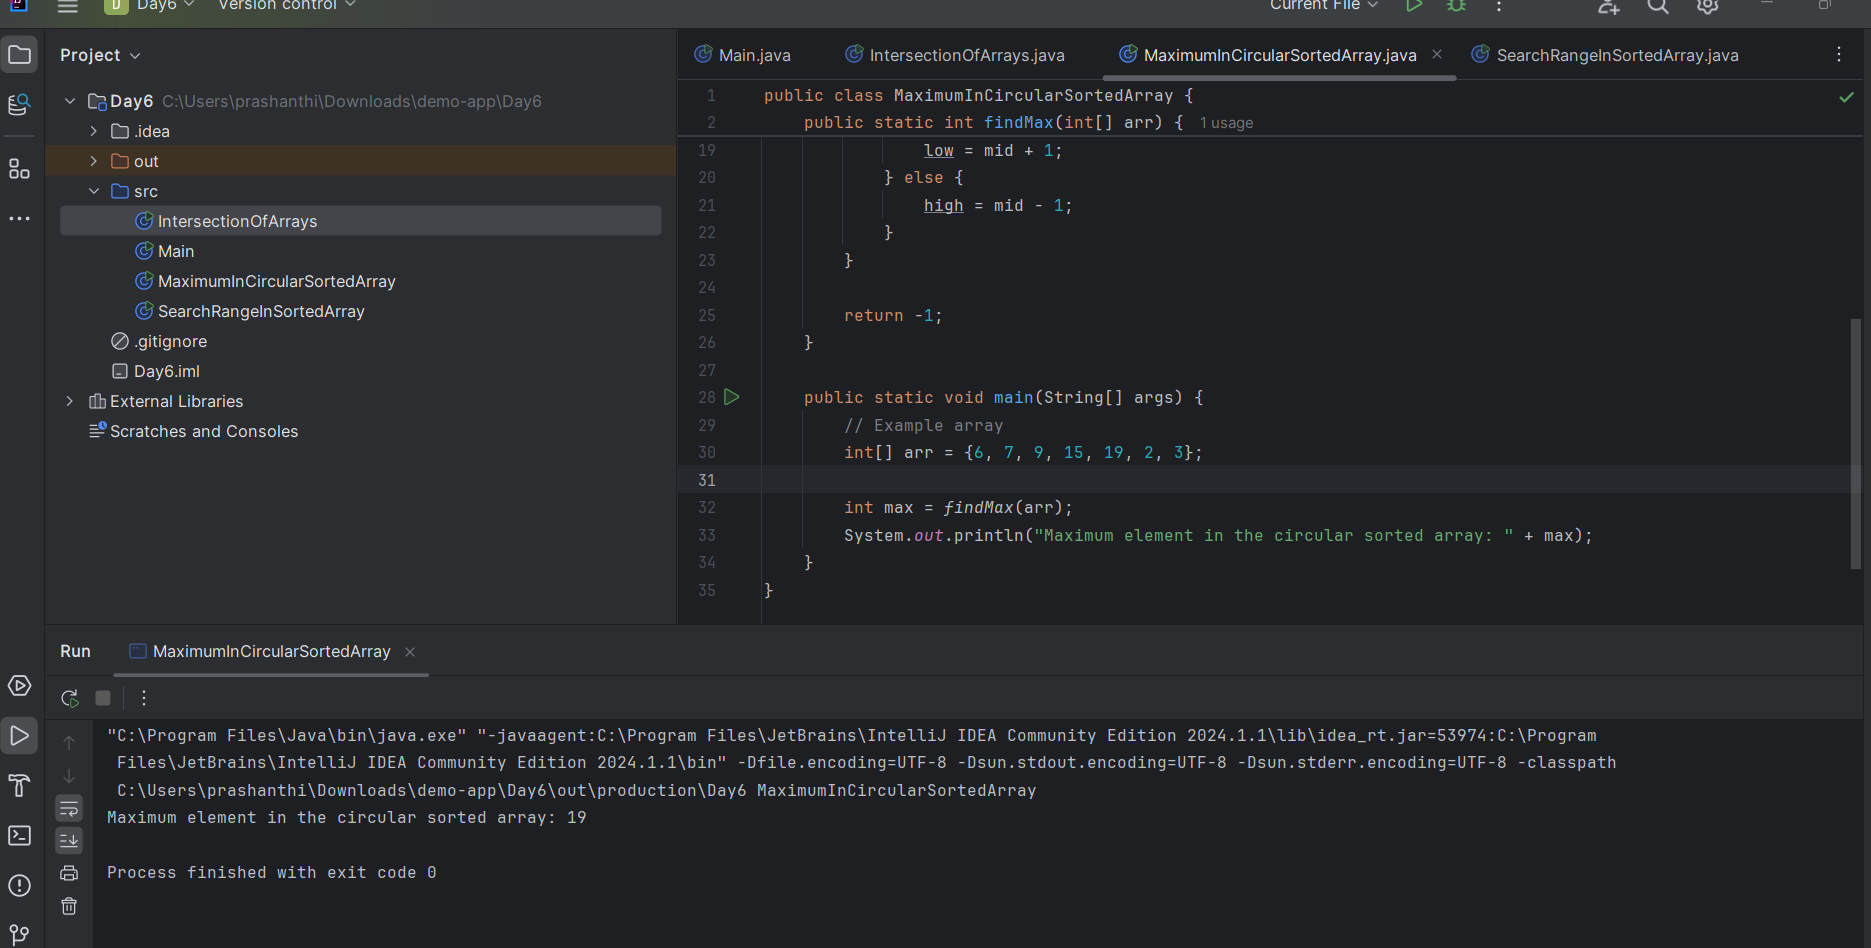 D Day6 Version control Current File
Project
Main.java IntersectionOfArrays.java MaximumInCircularSortedArray.java SearchRangeInSortedArray.java
Day6 C:\Users\prashanthi\Downloads\demo-app\Day6
.idea
out
src
IntersectionOfArrays
Main
MaximumInCircularSortedArray
SearchRangeInSortedArray
.gitignore
Day6.iml
External Libraries
Scratches and Consoles
1 public class MaximumInCircularSortedArray {
2 public static int findMax(int[] arr) { 1 usage
19 low = mid + 1;
20 } else {
21 high = mid - 1;
22 }
23 }
24
25 return -1;
26 }
27
28 public static void main(String[] args) {
29 // Example array
30 int[] arr = {6, 7, 9, 15, 19, 2, 3};
31
32 int max = findMax(arr);
33 System.out.println("Maximum element in the circular sorted array: " + max);
34 }
35 }
Run MaximumInCircularSortedArray
"C:\Program Files\Java\bin\java.exe" "-javaagent:C:\Program Files\JetBrains\IntelliJ IDEA Community Edition 2024.1.1\lib\idea_rt.jar=53974:C:\Program
Files\JetBrains\IntelliJ IDEA Community Edition 2024.1.1\bin" -Dfile.encoding=UTF-8 -Dsun.stdout.encoding=UTF-8 -Dsun.stderr.encoding=UTF-8 -classpath
C:\Users\prashanthi\Downloads\demo-app\Day6\out\production\Day6 MaximumInCircularSortedArray
Maximum element in the circular sorted array: 19
Process finished with exit code 0